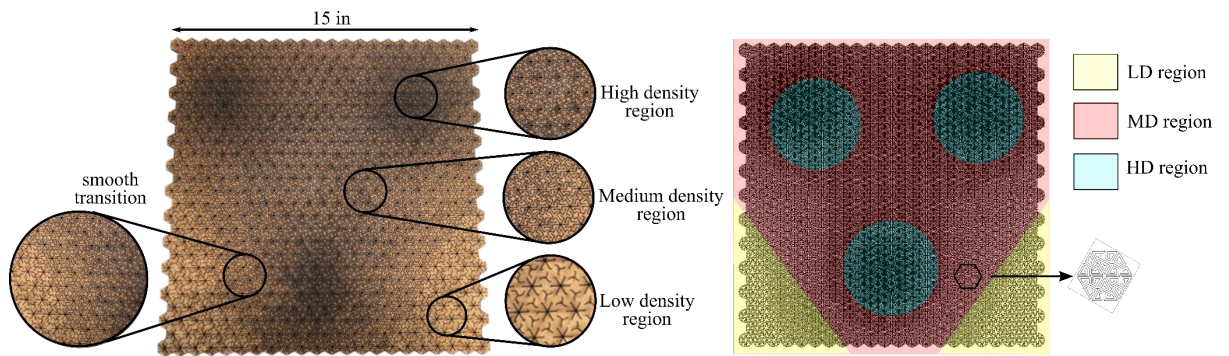 15 in
High density
region
Medium density
region
Low density
region
smooth
transition
LD region
MD region
HD region